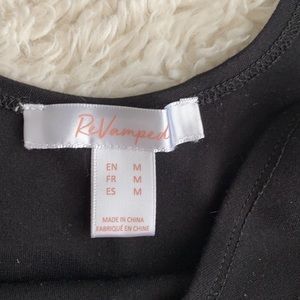 ReVamped
EN M
FR M
ES M
MADE IN CHINA
FABRIQUÉ EN CHINE